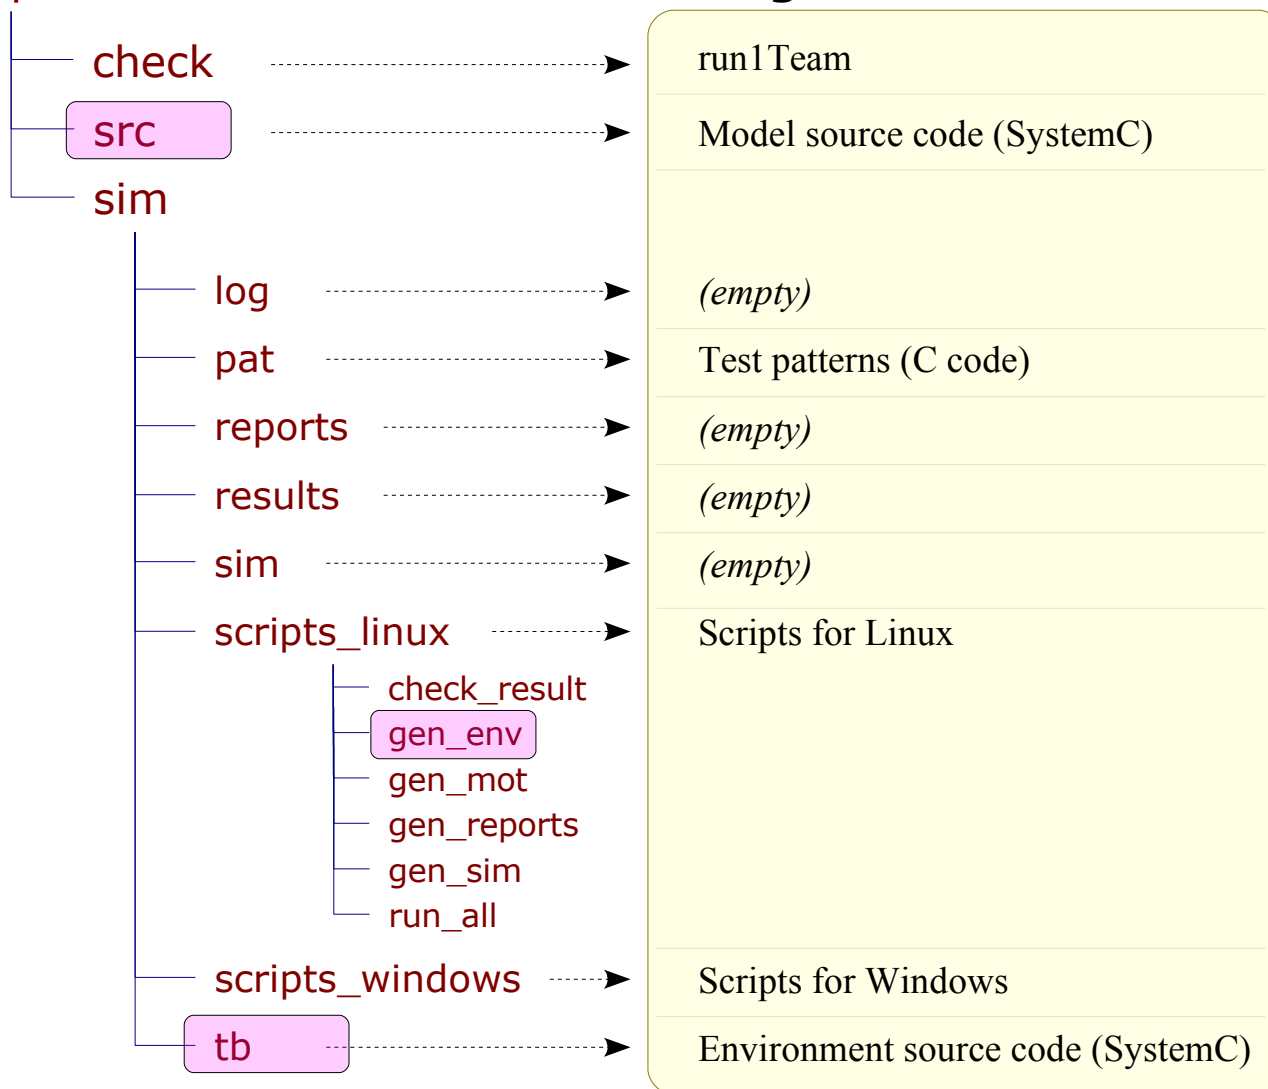 check
run1Team
src
Model source code (SystemC)
sim
log
(empty)
pat
Test patterns (C code)
reports
(empty)
results
(empty)
sim
(empty)
scripts_linux
Scripts for Linux
check_result
gen_env
gen_mot
gen_reports
gen_sim
run_all
scripts_windows
Scripts for Windows
tb
Environment source code (SystemC)